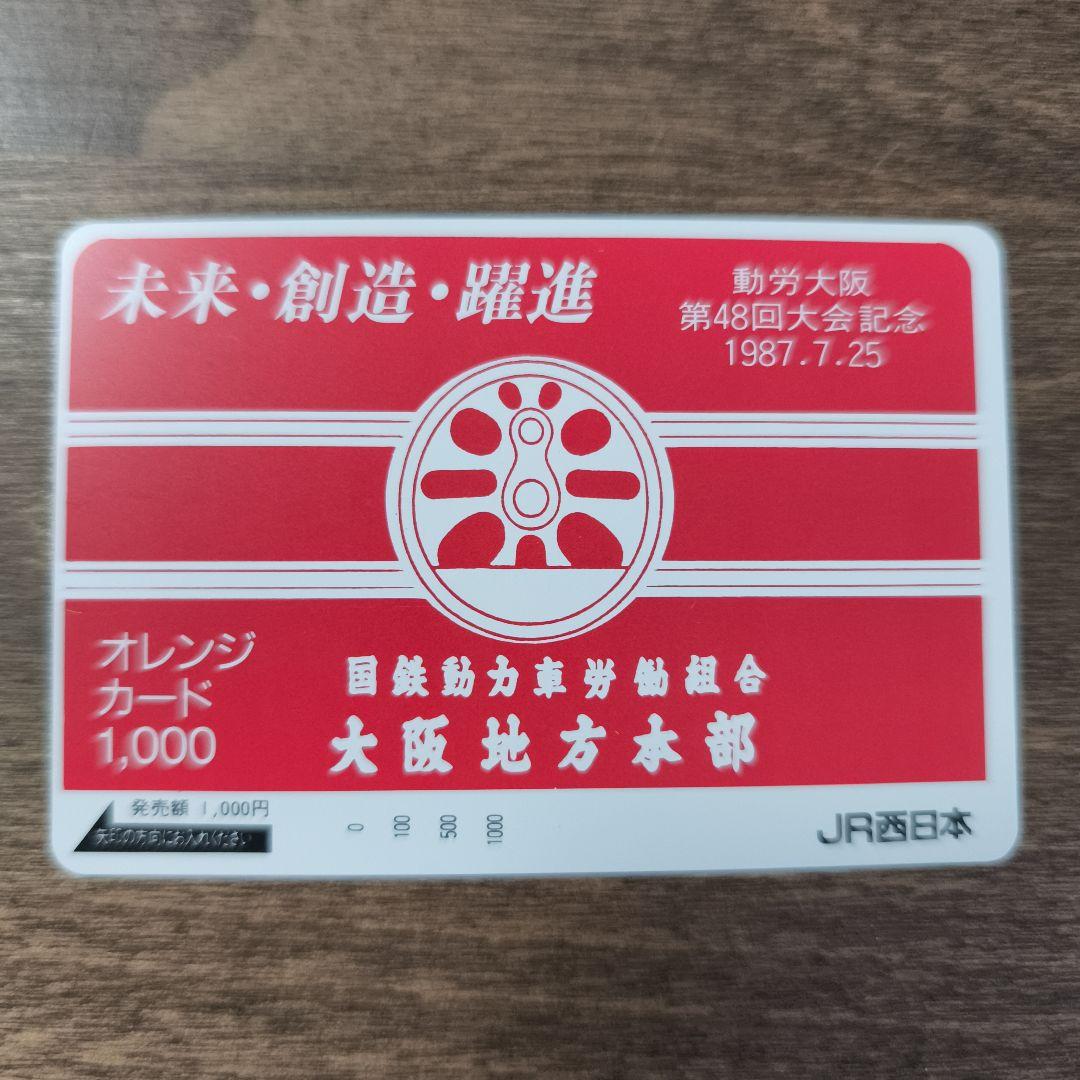 未来・創造・躍進
動労大阪
第48回大会記念
1987.7.25
国鉄動力車労働組合
大阪地方本部
オレンジ
カード
1,000
発売額 1,000円
矢印の方向にお入れください
0 100 500 1000
JR西日本